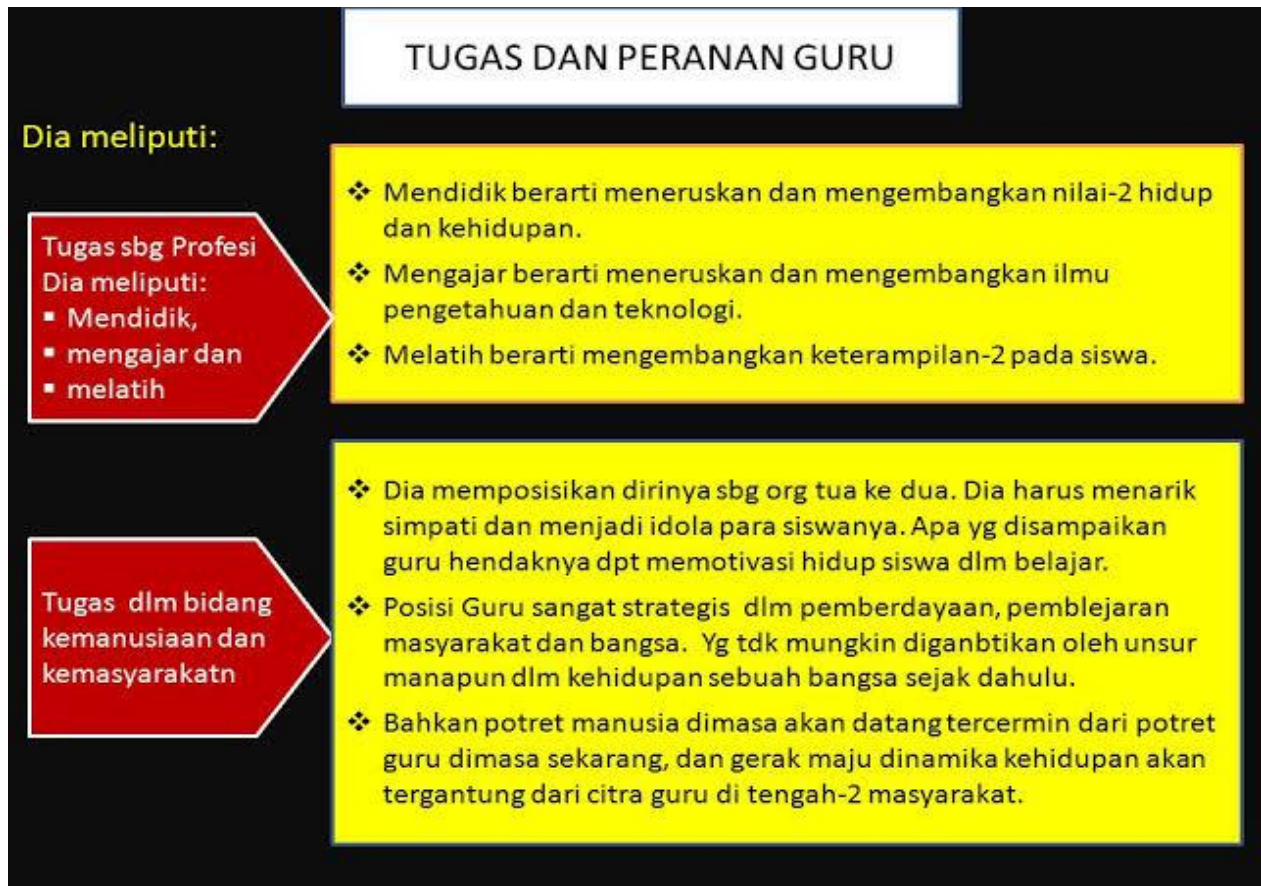 TUGAS DAN PERANAN GURU
Dia meliputi:
Tugas sbg Profesi
Dia meliputi:
▪ Mendidik,
▪ mengajar dan
▪ melatih
❖ Mendidik berarti meneruskan dan mengembangkan nilai-2 hidup
dan kehidupan.
❖ Mengajar berarti meneruskan dan mengembangkan ilmu
pengetahuan dan teknologi.
❖ Melatih berarti mengembangkan keterampilan-2 pada siswa.
Tugas dlm bidang
kemanusiaan dan
kemasyarakatn
❖ Dia memposisikan dirinya sbg org tua ke dua. Dia harus menarik
simpati dan menjadi idola para siswanya. Apa yg disampaikan
guru hendaknya dpt memotivasi hidup siswa dlm belajar.
❖ Posisi Guru sangat strategis dlm pemberdayaan, pemblejaran
masyarakat dan bangsa. Yg tdk mungkin diganbtikan oleh unsur
manapun dlm kehidupan sebuah bangsa sejak dahulu.
❖ Bahkan potret manusia dimasa akan datang tercermin dari potret
guru dimasa sekarang, dan gerak maju dinamika kehidupan akan
tergantung dari citra guru di tengah-2 masyarakat.